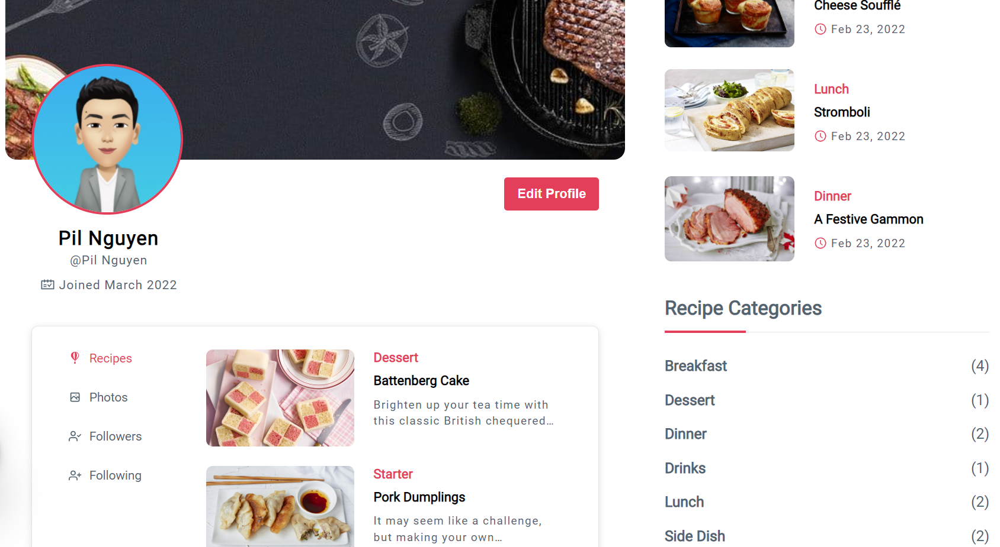 Pil Nguyen
@Pil Nguyen
Joined March 2022
Edit Profile
Recipes
Photos
Followers
Following
Dessert
Battenberg Cake
Brighten up your tea time with
this classic British chequered...
Starter
Pork Dumplings
It may seem like a challenge,
but making your own...
Cheese Soufflé
Feb 23, 2022
Lunch
Stromboli
Feb 23, 2022
Dinner
A Festive Gammon
Feb 23, 2022
Recipe Categories
Breakfast (4)
Dessert (1)
Dinner (2)
Drinks (1)
Lunch (2)
Side Dish (2)